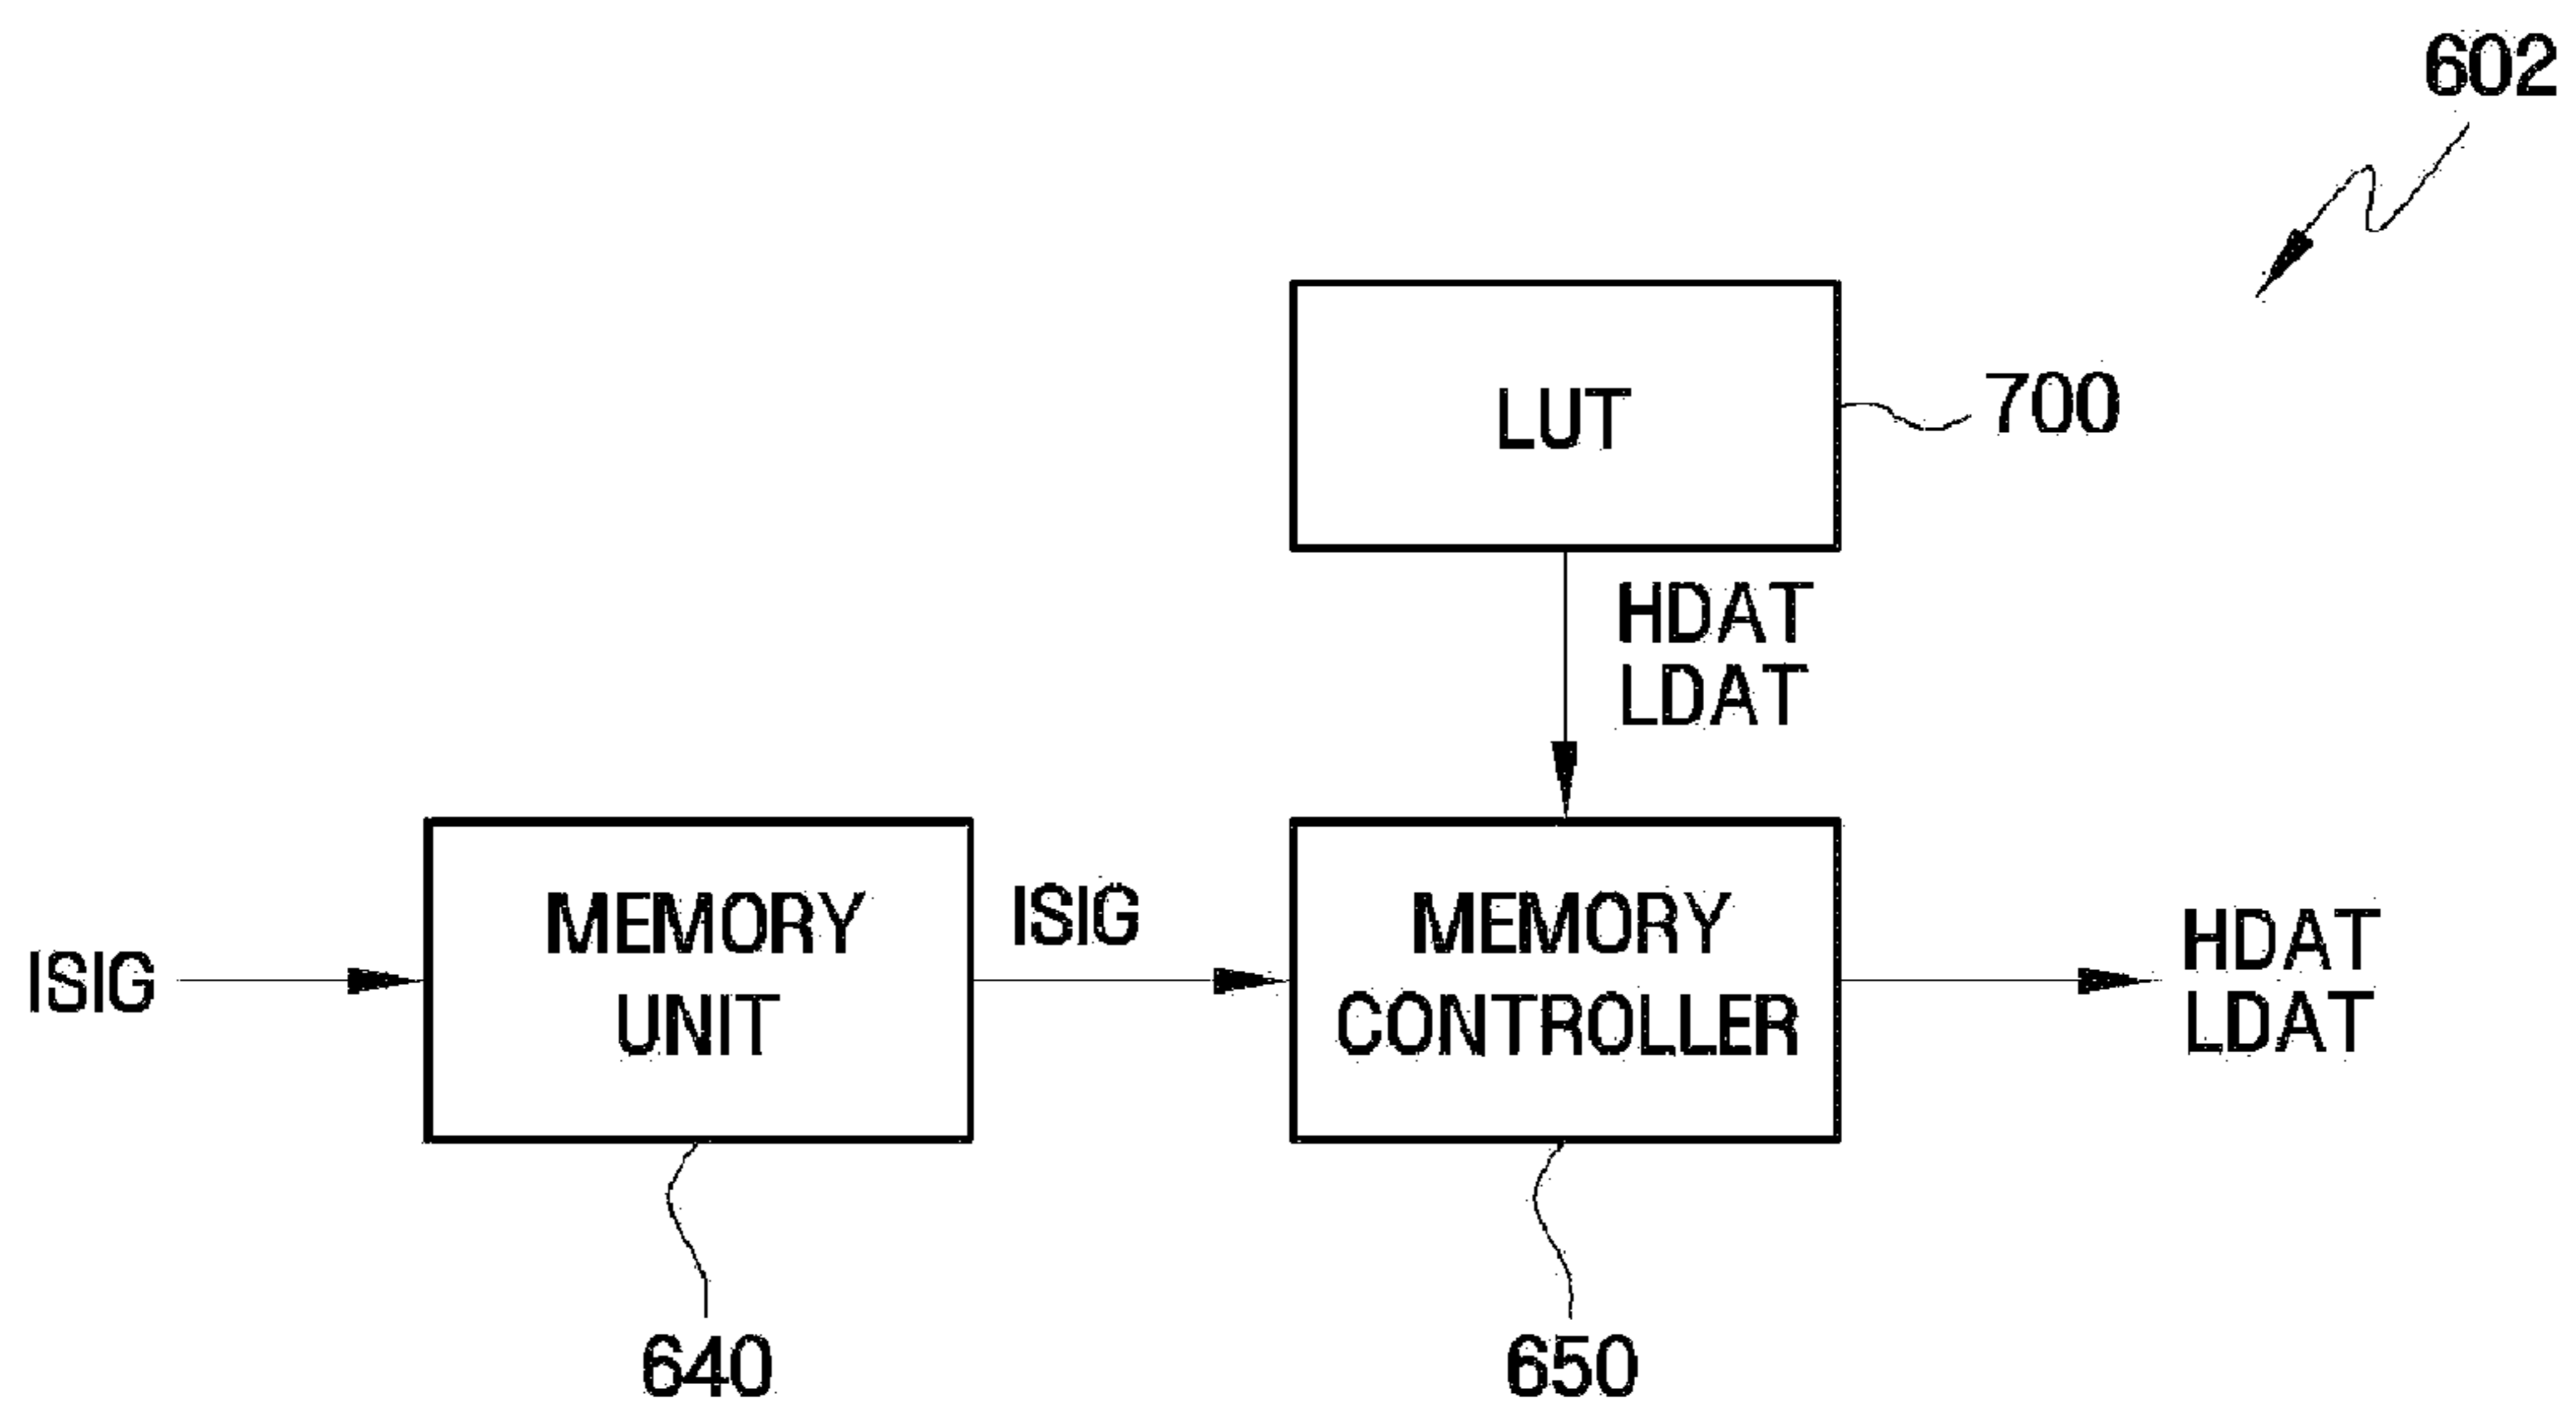 602
LUT
700
HDAT
LDAT
ISIG
MEMORY
UNIT
ISIG
MEMORY
CONTROLLER
HDAT
LDAT
640
650